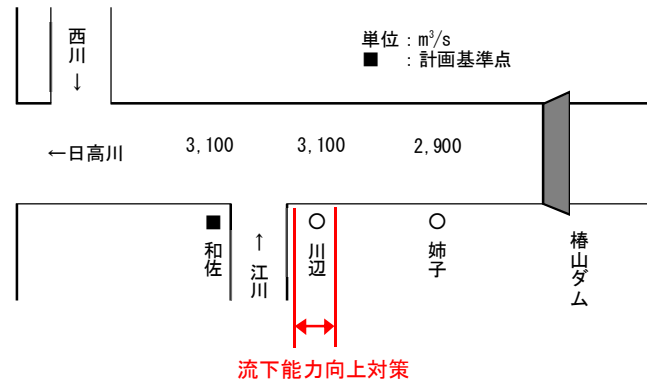 西川
↓
単位：m³/s
■ ：計画基準点
←日高川
3,100
3,100
2,900
■
和佐
↑
江川
○
川辺
○
姉子
椿山ダム
流下能力向上対策